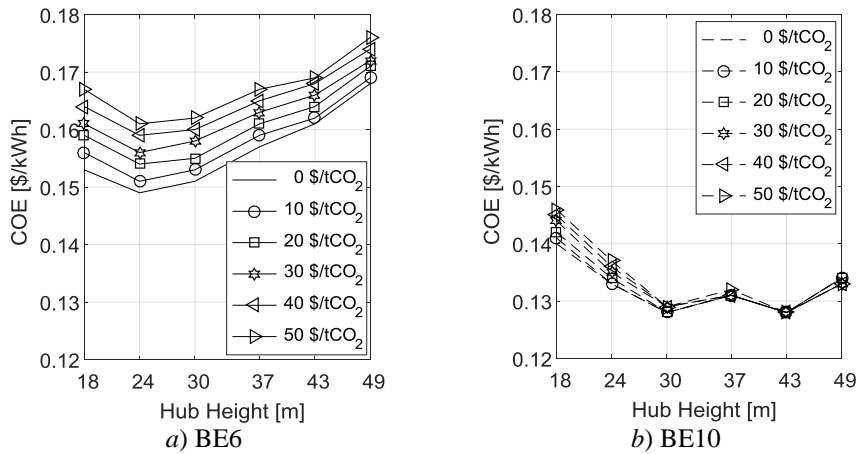 0.18
0.17
0.16
0.15
0.14
0.13
0.12
COE [$/kWh]
0 $/tCO2
10 $/tCO2
20 $/tCO2
30 $/tCO2
40 $/tCO2
50 $/tCO2
18 24 30 37 43 49
Hub Height [m]
a) BE6
0.18
0.17
0.16
0.15
0.14
0.13
0.12
COE [$/kWh]
0 $/tCO2
10 $/tCO2
20 $/tCO2
30 $/tCO2
40 $/tCO2
50 $/tCO2
18 24 30 37 43 49
Hub Height [m]
b) BE10